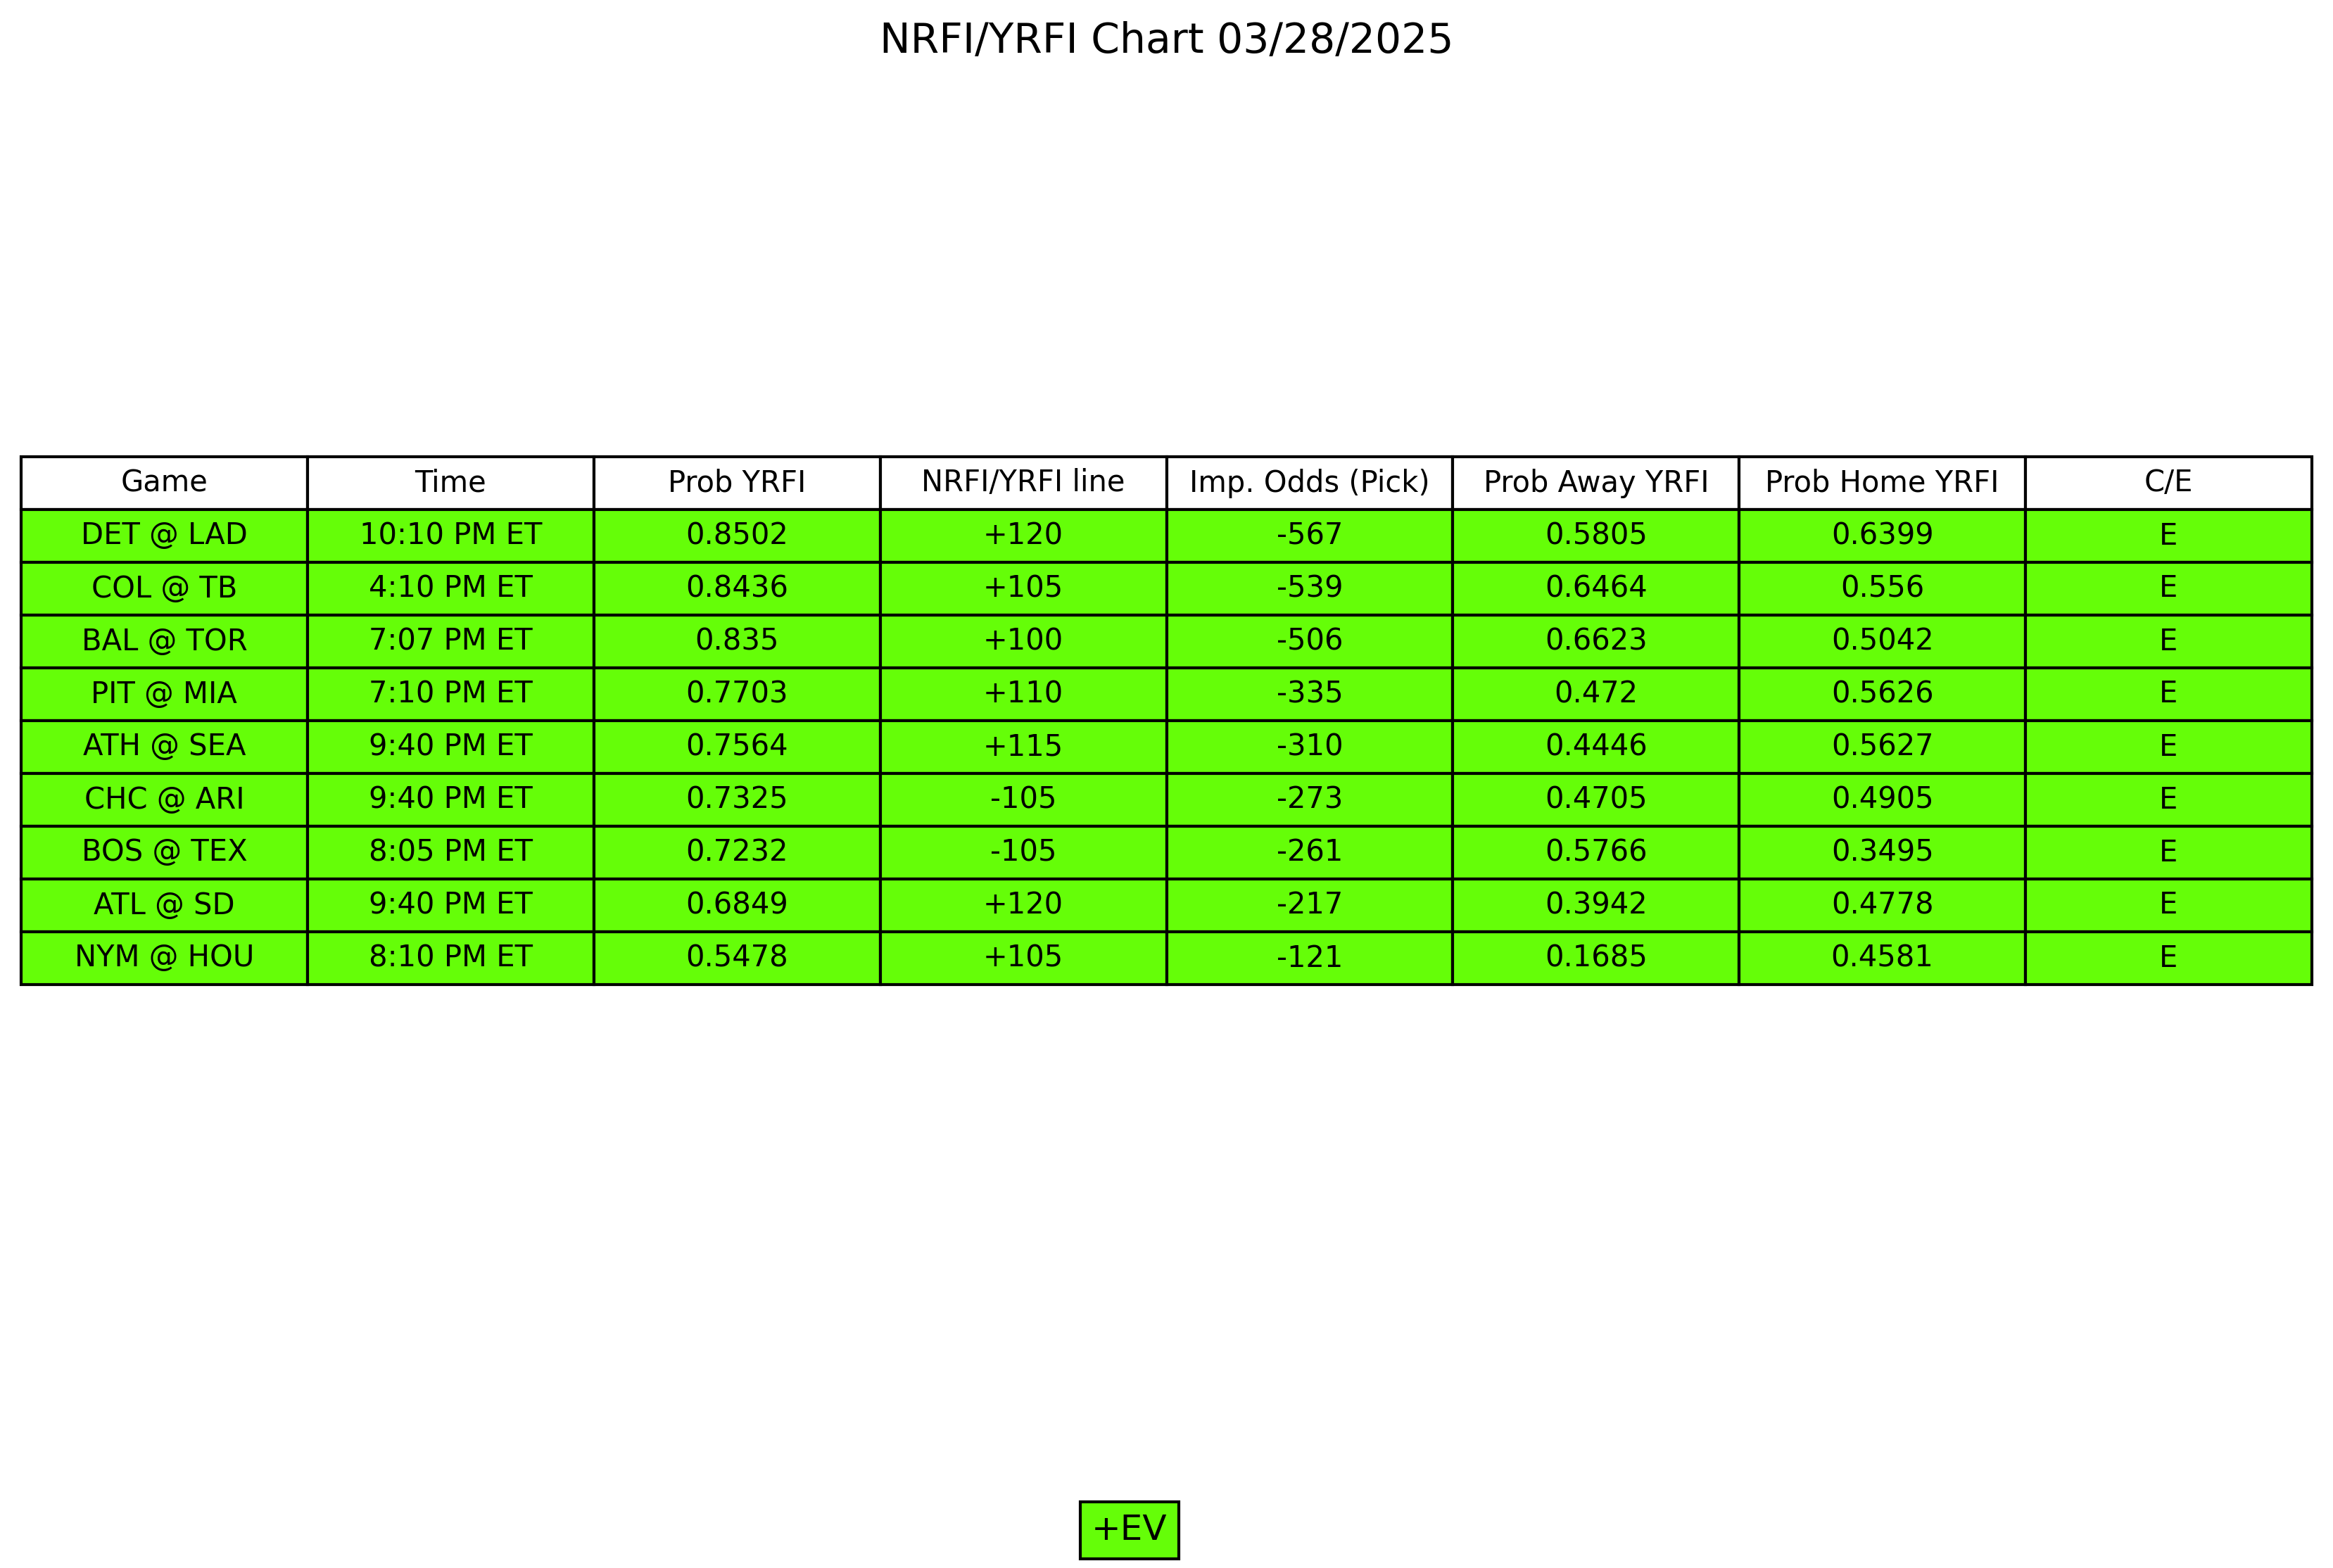 NRFI/YRFI Chart 03/28/2025
Game Time Prob YRFI NRFI/YRFI line Imp. Odds (Pick) Prob Away YRFI Prob Home YRFI C/E
DET @ LAD 10:10 PM ET 0.8502 +120 -567 0.5805 0.6399 E
COL @ TB 4:10 PM ET 0.8436 +105 -539 0.6464 0.556 E
BAL @ TOR 7:07 PM ET 0.835 +100 -506 0.6623 0.5042 E
PIT @ MIA 7:10 PM ET 0.7703 +110 -335 0.472 0.5626 E
ATH @ SEA 9:40 PM ET 0.7564 +115 -310 0.4446 0.5627 E
CHC @ ARI 9:40 PM ET 0.7325 -105 -273 0.4705 0.4905 E
BOS @ TEX 8:05 PM ET 0.7232 -105 -261 0.5766 0.3495 E
ATL @ SD 9:40 PM ET 0.6849 +120 -217 0.3942 0.4778 E
NYM @ HOU 8:10 PM ET 0.5478 +105 -121 0.1685 0.4581 E
+EV